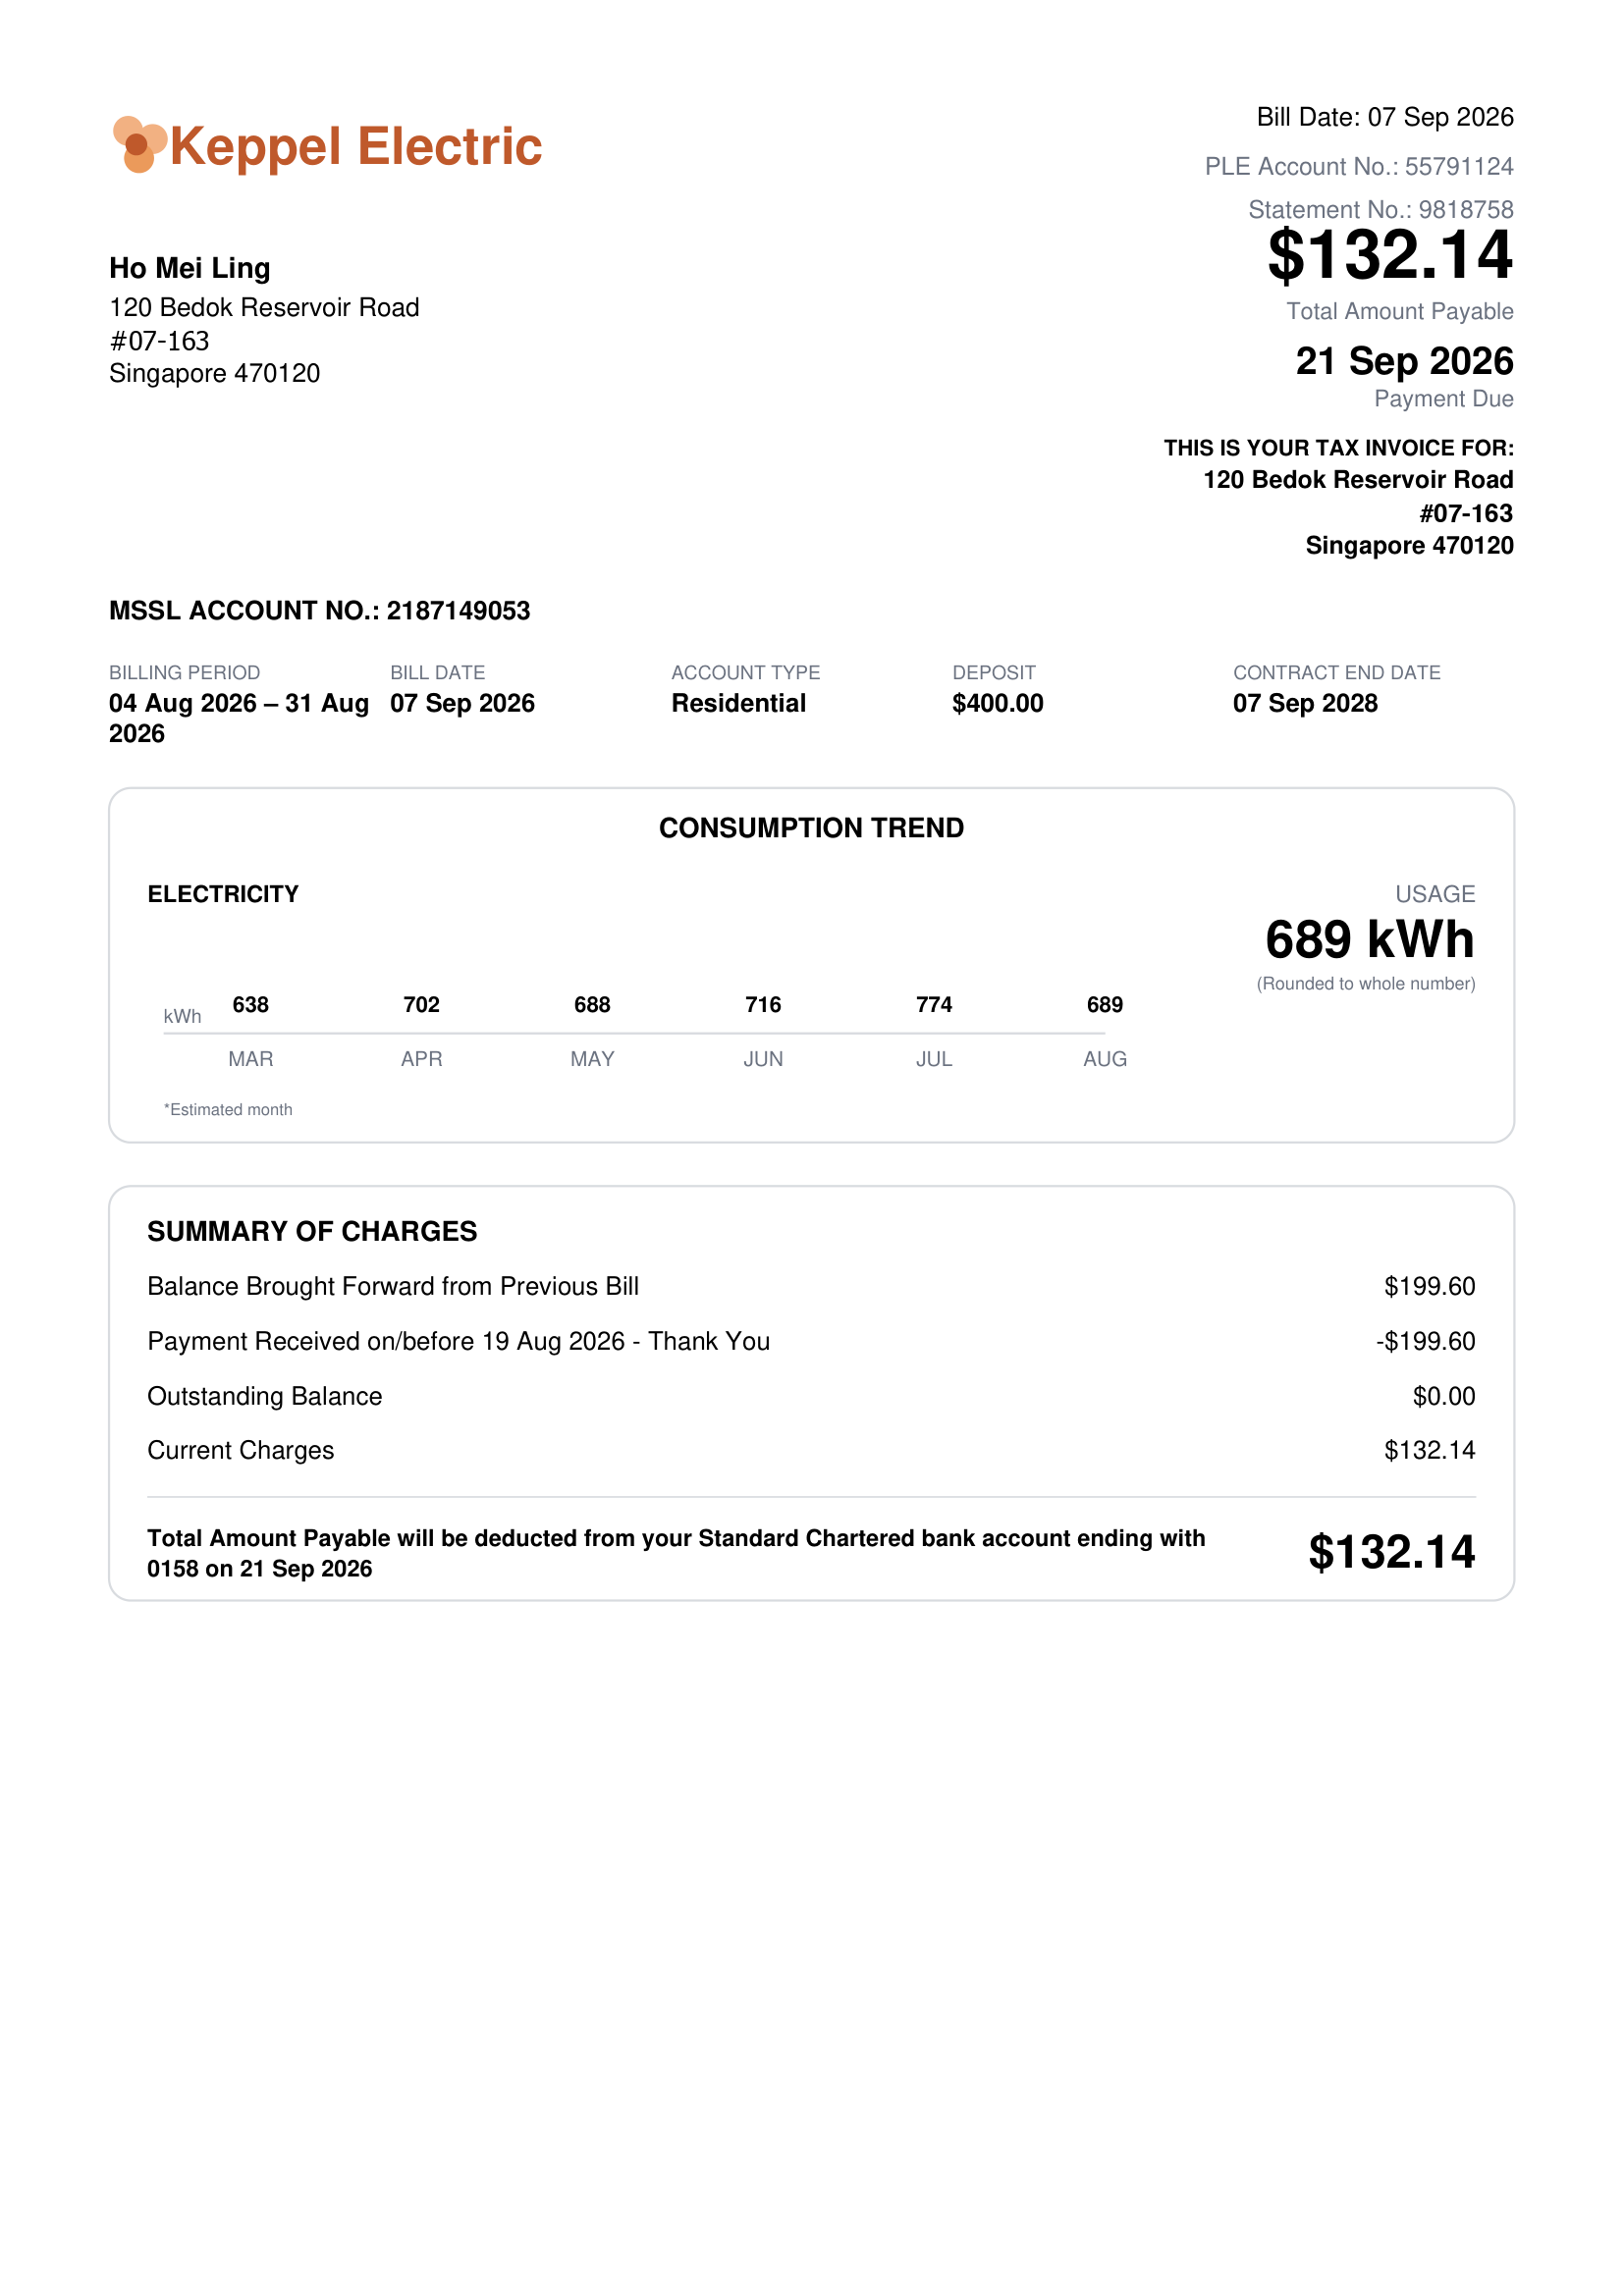 Keppel Electric
Bill Date: 07 Sep 2026
PLE Account No.: 55791124
Statement No.: 9818758
$132.14
Total Amount Payable
21 Sep 2026
Payment Due
Ho Mei Ling
120 Bedok Reservoir Road
#07-163
Singapore 470120
THIS IS YOUR TAX INVOICE FOR:
120 Bedok Reservoir Road
#07-163
Singapore 470120
MSSL ACCOUNT NO.: 2187149053
BILLING PERIOD BILL DATE ACCOUNT TYPE DEPOSIT CONTRACT END DATE
04 Aug 2026 – 31 Aug 07 Sep 2026 Residential $400.00 07 Sep 2028
2026
CONSUMPTION TREND
ELECTRICITY
USAGE
689 kWh
(Rounded to whole number)
kWh 638 702 688 716 774 689
MAR APR MAY JUN JUL AUG
*Estimated month
SUMMARY OF CHARGES
Balance Brought Forward from Previous Bill $199.60
Payment Received on/before 19 Aug 2026 - Thank You -$199.60
Outstanding Balance $0.00
Current Charges $132.14
Total Amount Payable will be deducted from your Standard Chartered bank account ending with
0158 on 21 Sep 2026
$132.14